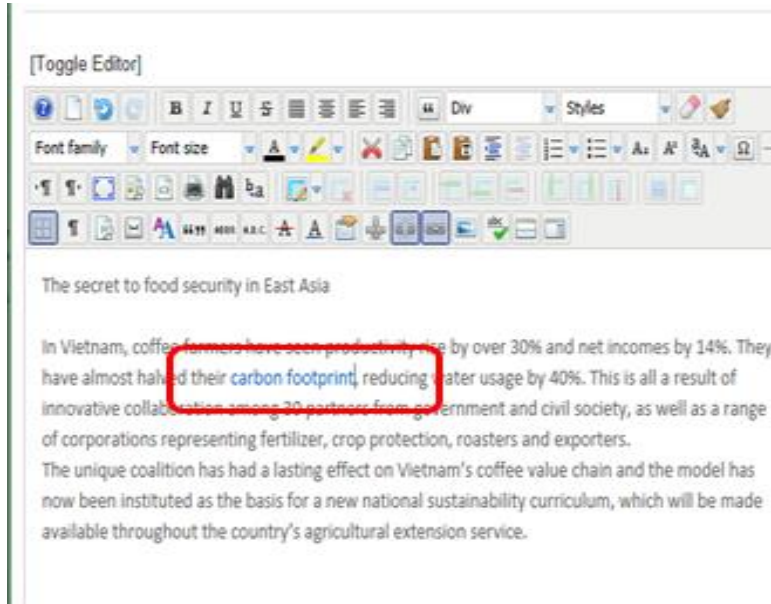 [Toggle Editor]
B I U S Div Styles
Font family Font size A
The secret to food security in East Asia
In Vietnam, coffee farmers have seen productivity rise by over 30% and net incomes by 14%. They
have almost halved their carbon footprint, reducing water usage by 40%. This is all a result of
innovative collaboration among 30 partners from government and civil society, as well as a range
of corporations representing fertilizer, crop protection, roasters and exporters.
The unique coalition has had a lasting effect on Vietnam's coffee value chain and the model has
now been instituted as the basis for a new national sustainability curriculum, which will be made
available throughout the country's agricultural extension service.